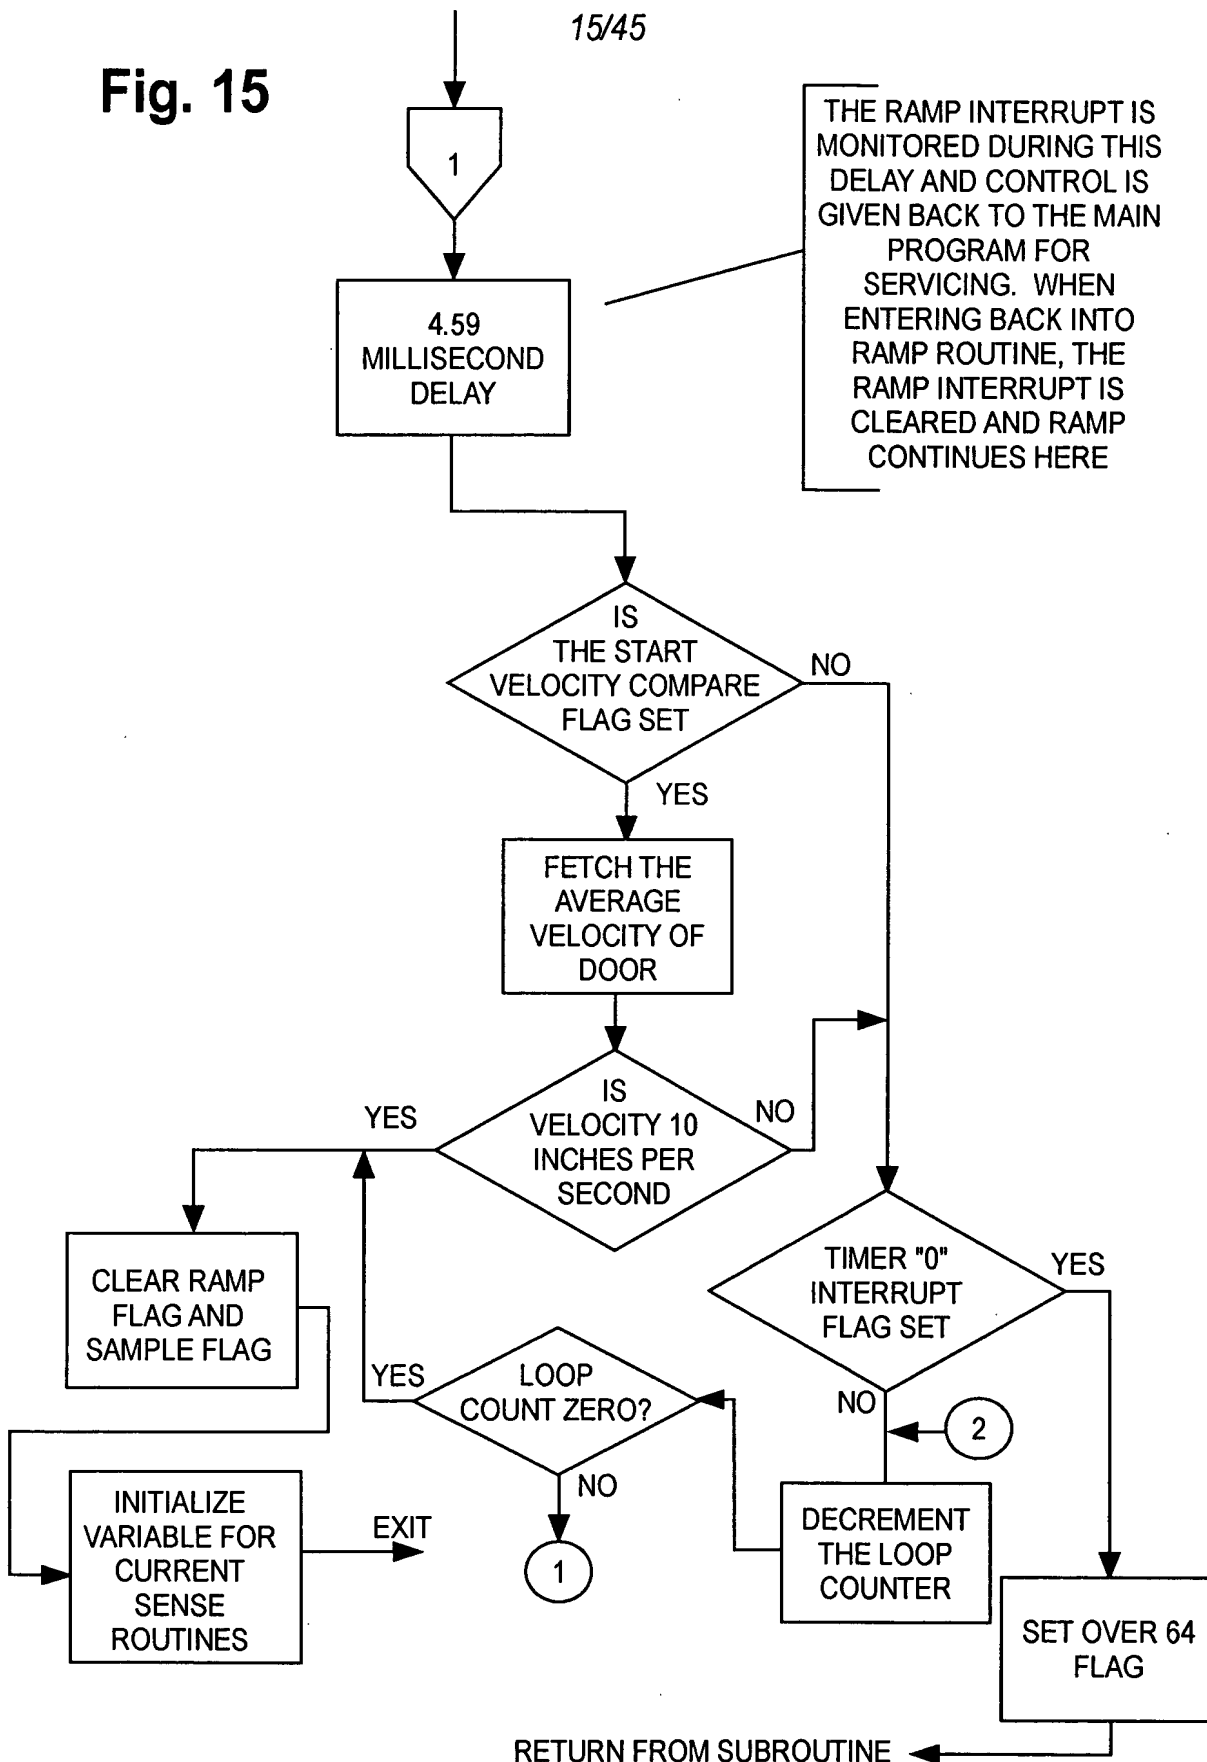 15/45
Fig. 15
1
THE RAMP INTERRUPT IS
MONITORED DURING THIS
DELAY AND CONTROL IS
GIVEN BACK TO THE MAIN
PROGRAM FOR
SERVICING. WHEN
ENTERING BACK INTO
RAMP ROUTINE, THE
RAMP INTERRUPT IS
CLEARED AND RAMP
CONTINUES HERE
4.59
MILLISECOND
DELAY
IS
THE START
VELOCITY COMPARE
FLAG SET
NO
YES
FETCH THE
AVERAGE
VELOCITY OF
DOOR
IS
VELOCITY 10
INCHES PER
SECOND
YES
NO
CLEAR RAMP
FLAG AND
SAMPLE FLAG
TIMER "0"
INTERRUPT
FLAG SET
YES
NO
2
LOOP
COUNT ZERO?
YES
NO
1
INITIALIZE
VARIABLE FOR
CURRENT
SENSE
ROUTINES
EXIT
DECREMENT
THE LOOP
COUNTER
SET OVER 64
FLAG
RETURN FROM SUBROUTINE